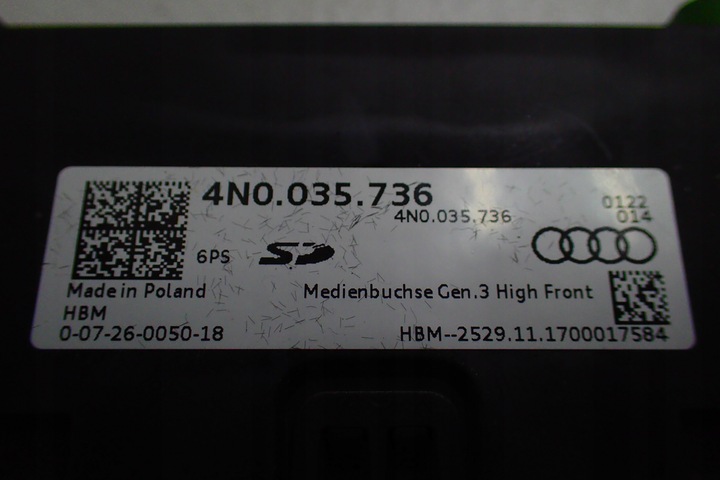 4N0.035.736
4N0.035.736
0122
014
6PS
SD
Made in Poland
Medienbuchse Gen.3 High Front
HBM
0-07-26-0050-18
HBM--2529.11.1700017584